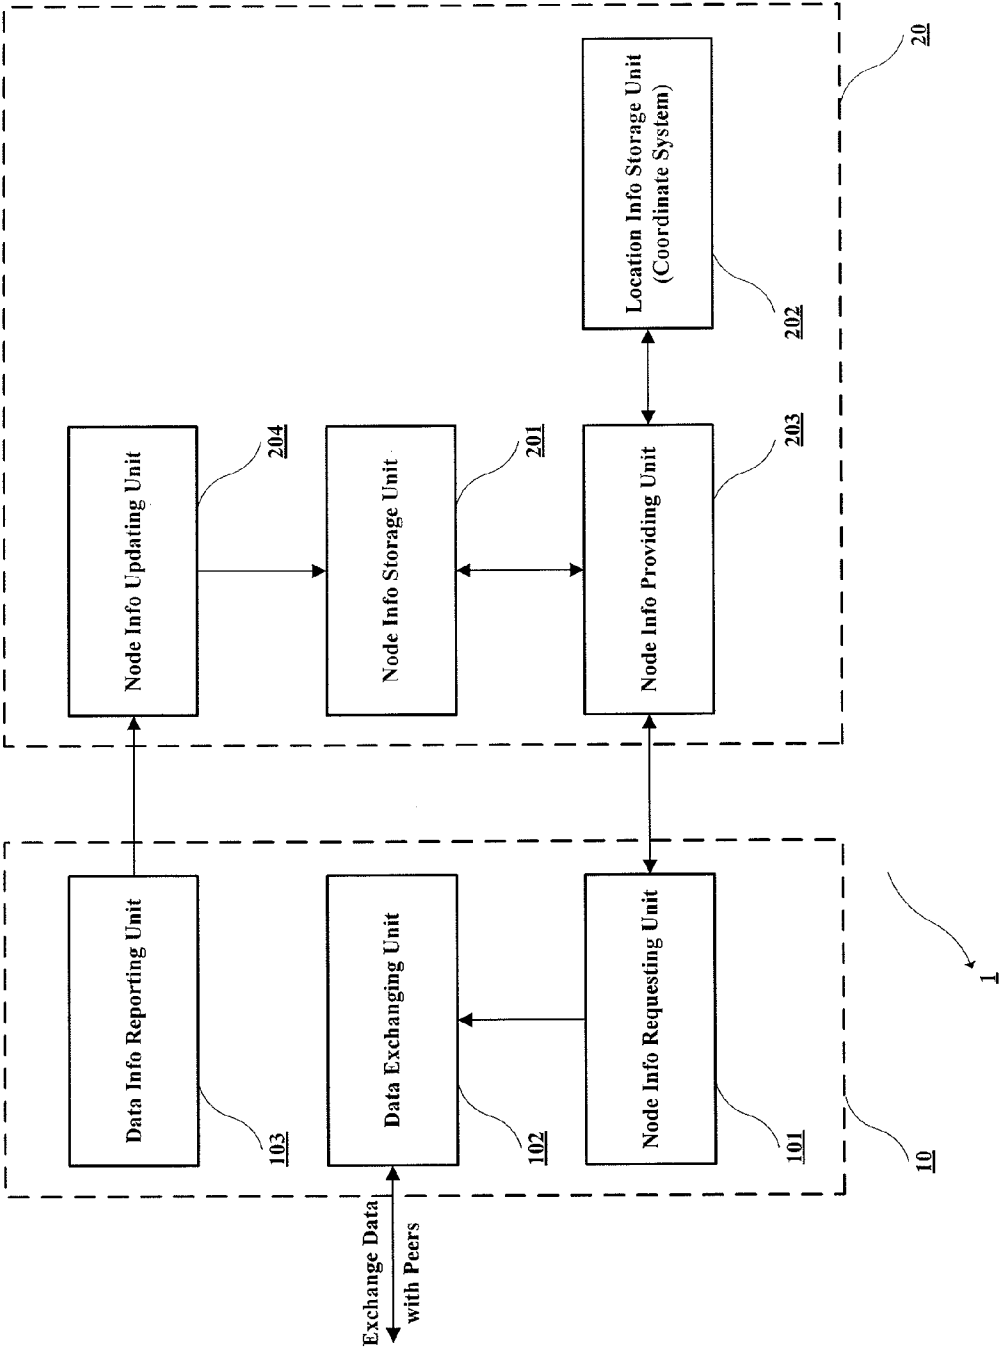 Exchange Data
with Peers
Data Info Reporting Unit
103
Data Exchanging Unit
102
Node Info Requesting Unit
101
10
1
Node Info Updating Unit
204
Node Info Storage Unit
201
Node Info Providing Unit
203
Location Info Storage Unit
(Coordinate System)
202
20